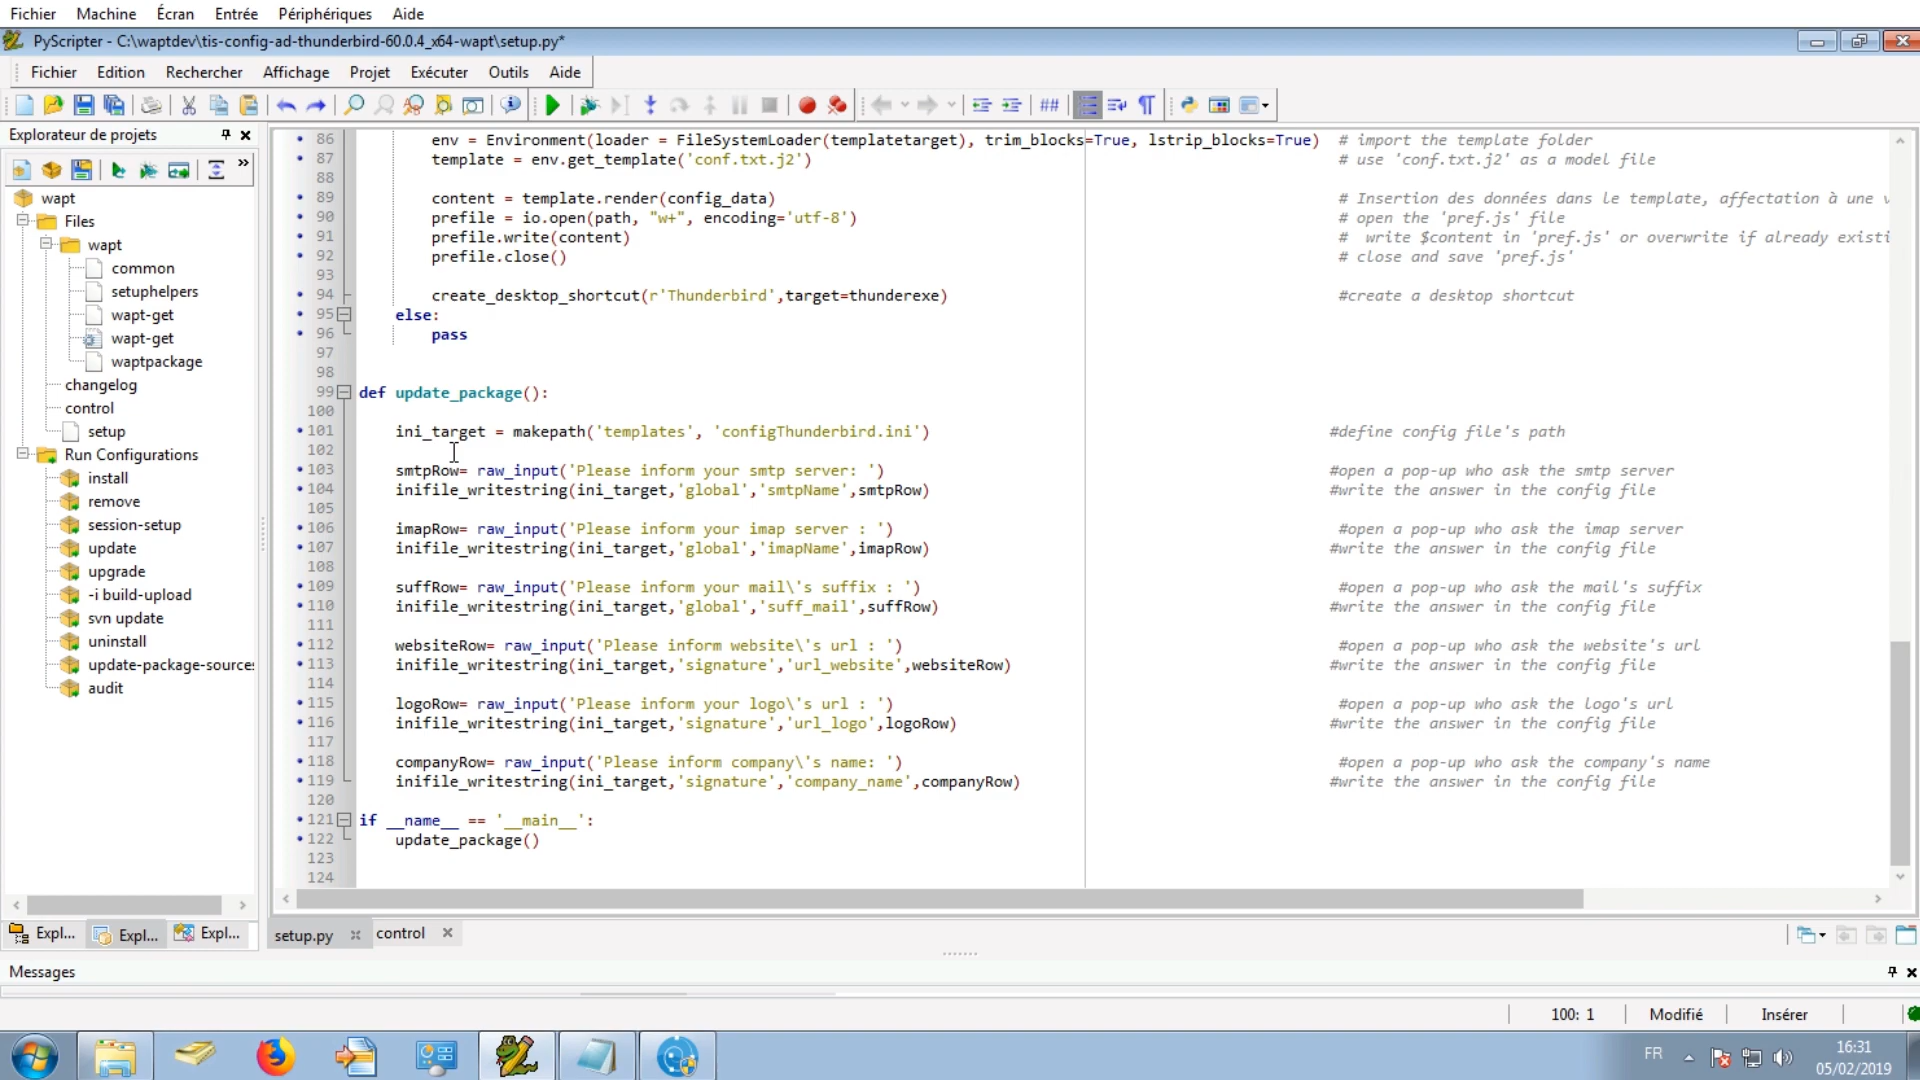 Fichier Machine Écran Entrée Périphériques Aide
PyScripter - C:\waptdev\tis-config-ad-thunderbird-60.0.4_x64-wapt\setup.py*
Fichier Edition Rechercher Affichage Projet Exécuter Outils Aide
Explorateur de projets
wapt
Files
wapt
common
setuphelpers
wapt-get
wapt-get
waptpackage
changelog
control
setup
Run Configurations
install
remove
session-setup
update
upgrade
-i build-upload
svn update
uninstall
update-package-source
audit
Expl... Expl... Expl...
86 env = Environment(loader = FileSystemLoader(templatetarget), trim_blocks=True, lstrip_blocks=True) # import the template folder
87 template = env.get_template('conf.txt.j2') # use 'conf.txt.j2' as a model file
88
89 content = template.render(config_data) # Insertion des données dans le template, affectation à une v
90 prefile = io.open(path, "w+", encoding='utf-8') # open the 'pref.js' file
91 prefile.write(content) # write $content in 'pref.js' or overwrite if already existi
92 prefile.close() # close and save 'pref.js'
93
94 create_desktop_shortcut(r'Thunderbird',target=thunderexe) #create a desktop shortcut
95 else:
96 pass
97
98
99 def update_package():
100
101 ini_target = makepath('templates', 'configThunderbird.ini') #define config file's path
102
103 smtpRow= raw_input('Please inform your smtp server: ') #open a pop-up who ask the smtp server
104 inifile_writestring(ini_target,'global','smtpName',smtpRow) #write the answer in the config file
105
106 imapRow= raw_input('Please inform your imap server : ') #open a pop-up who ask the imap server
107 inifile_writestring(ini_target,'global','imapName',imapRow) #write the answer in the config file
108
109 suffRow= raw_input('Please inform your mail\'s suffix : ') #open a pop-up who ask the mail's suffix
110 inifile_writestring(ini_target,'global','suff_mail',suffRow) #write the answer in the config file
111
112 websiteRow= raw_input('Please inform website\'s url : ') #open a pop-up who ask the website's url
113 inifile_writestring(ini_target,'signature','url_website',websiteRow) #write the answer in the config file
114
115 logoRow= raw_input('Please inform your logo\'s url : ') #open a pop-up who ask the logo's url
116 inifile_writestring(ini_target,'signature','url_logo',logoRow) #write the answer in the config file
117
118 companyRow= raw_input('Please inform company\'s name: ') #open a pop-up who ask the company's name
119 inifile_writestring(ini_target,'signature','company_name',companyRow) #write the answer in the config file
120
121 if __name__ == '__main__':
122 update_package()
123
124
setup.py control
Messages
100: 1 Modifié Insérer
FR 16:31
05/02/2019